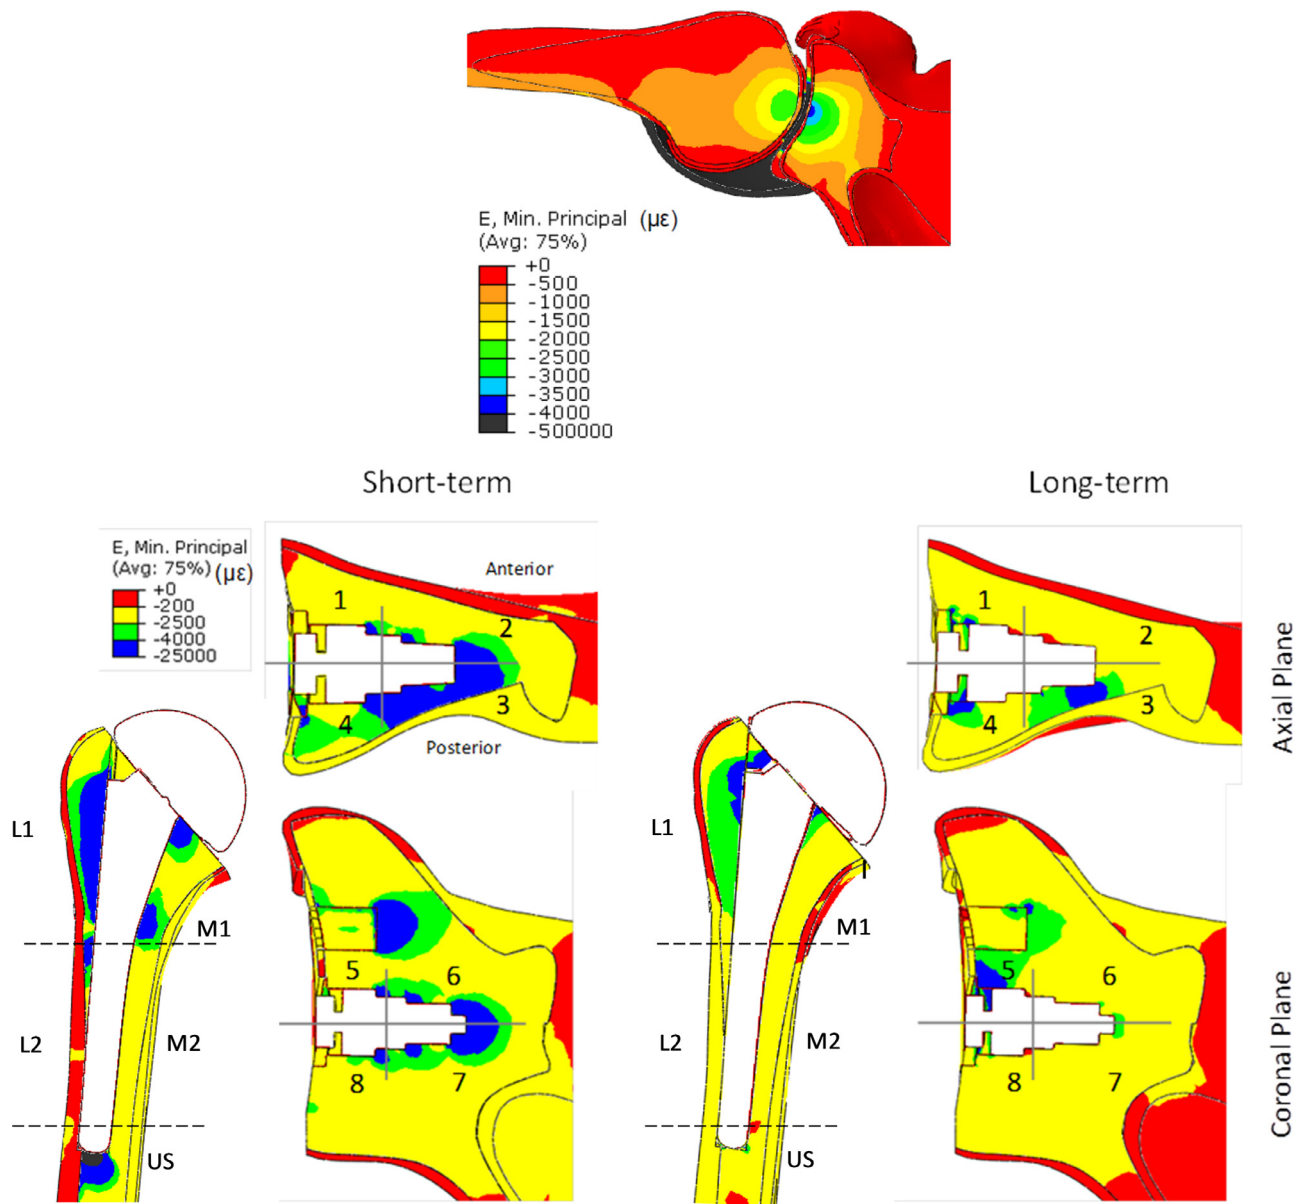 E, Min. Principal (με)
(Avg: 75%)
+0
-500
-1000
-1500
-2000
-2500
-3000
-3500
-4000
-500000
Short-term
Long-term
E, Min. Principal
(Avg: 75%) (με)
+0
-200
-2500
-4000
-25000
Anterior
1
2
3
4
Posterior
1
2
3
4
Axial Plane
L1
M1
L2
M2
US
5
6
7
8
L1
M1
L2
M2
US
5
6
7
8
Coronal Plane